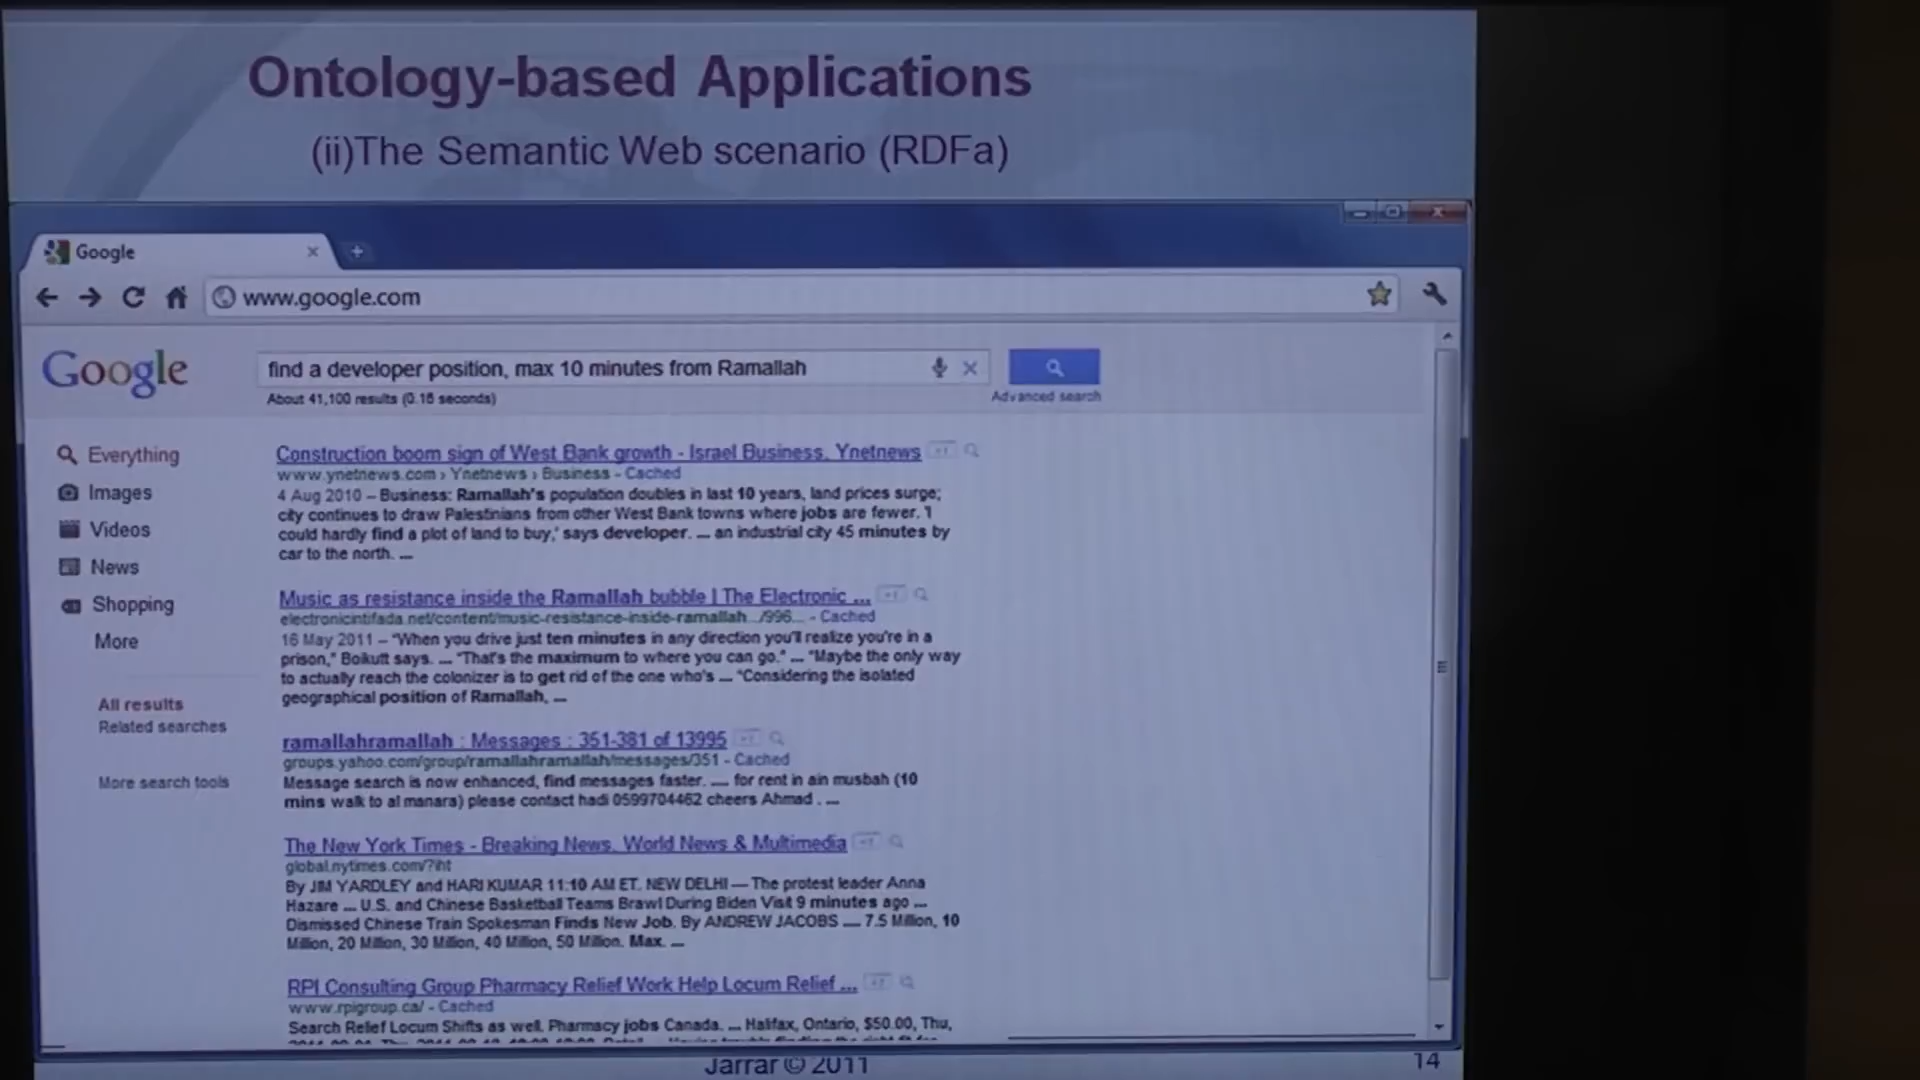 Ontology-based Applications
(ii)The Semantic Web scenario (RDFa)
Google
www.google.com
Google
find a developer position, max 10 minutes from Ramallah
About 41,100 results (0.16 seconds)
Advanced search
Everything
Images
Videos
News
Shopping
More
All results
Related searches
More search tools
Construction boom sign of West Bank growth - Israel Business, Ynetnews
www.ynetnews.com › Ynetnews › Business - Cached
4 Aug 2010 – Business: Ramallah's population doubles in last 10 years, land prices surge;
city continues to draw Palestinians from other West Bank towns where jobs are fewer. 'I
could hardly find a plot of land to buy,' says developer. ... an industrial city 45 minutes by
car to the north. ...
Music as resistance inside the Ramallah bubble | The Electronic ...
electronicintifada.net/content/music-resistance-inside-ramallah.../996... - Cached
16 May 2011 – "When you drive just ten minutes in any direction you'll realize you're in a
prison," Boikutt says. ... "That's the maximum to where you can go." ... "Maybe the only way
to actually reach the colonizer is to get rid of the one who's ... "Considering the isolated
geographical position of Ramallah, ...
ramallahramallah : Messages : 351-381 of 13995
groups.yahoo.com/group/ramallahramallah/messages/351 - Cached
Message search is now enhanced, find messages faster. .... for rent in ain musbah (10
mins walk to al manara) please contact hadi 0599704462 cheers Ahmad . ...
The New York Times - Breaking News, World News & Multimedia
global.nytimes.com/?iht
By JIM YARDLEY and HARI KUMAR 11:10 AM ET. NEW DELHI — The protest leader Anna
Hazare ... U.S. and Chinese Basketball Teams Brawl During Biden Visit 9 minutes ago ...
Dismissed Chinese Train Spokesman Finds New Job. By ANDREW JACOBS .... 7.5 Million, 10
Million, 20 Million, 30 Million, 40 Million, 50 Million. Max. ...
RPI Consulting Group Pharmacy Relief Work Help Locum Relief ...
www.rpigroup.ca/ - Cached
Search Relief Locum Shifts as well. Pharmacy jobs Canada. ... Halifax, Ontario, $50.00, Thu,
Jarrar © 2011
14